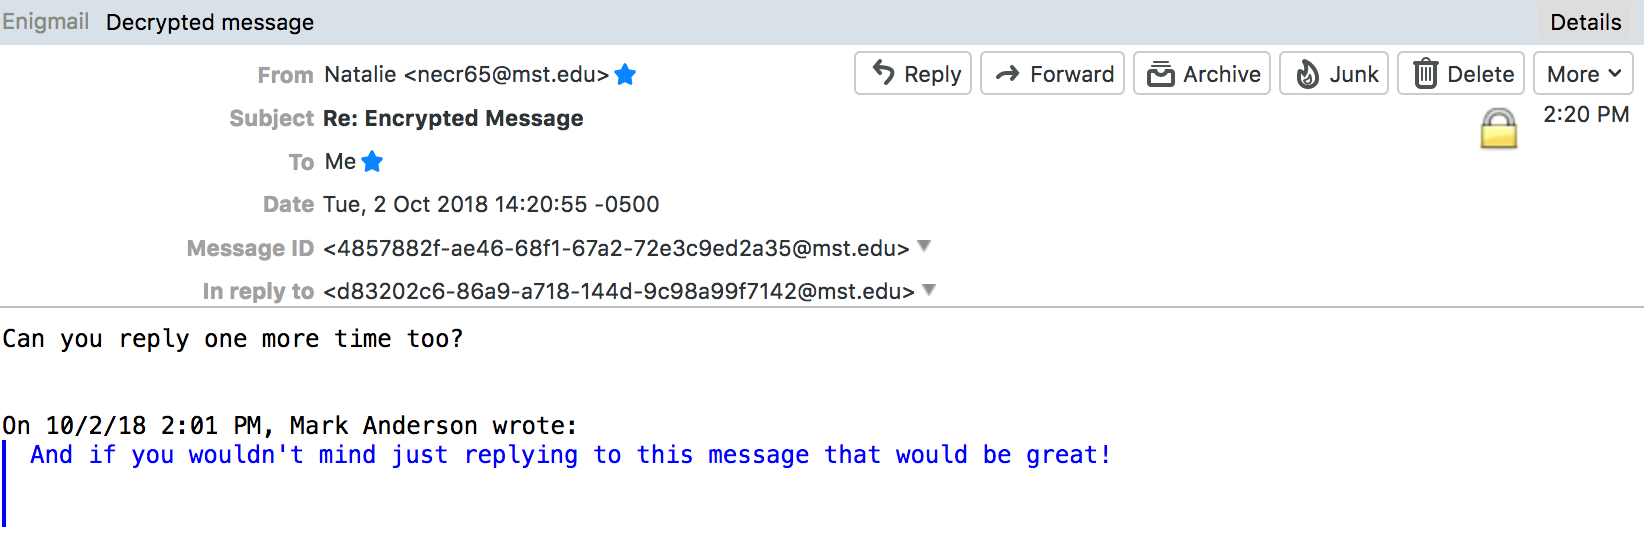 Enigmail Decrypted message Details
From Natalie <necr65@mst.edu> Reply Forward Archive Junk Delete More
Subject Re: Encrypted Message 2:20 PM
To Me
Date Tue, 2 Oct 2018 14:20:55 -0500
Message ID <4857882f-ae46-68f1-67a2-72e3c9ed2a35@mst.edu>
In reply to <d83202c6-86a9-a718-144d-9c98a99f7142@mst.edu>
Can you reply one more time too?
On 10/2/18 2:01 PM, Mark Anderson wrote:
And if you wouldn't mind just replying to this message that would be great!